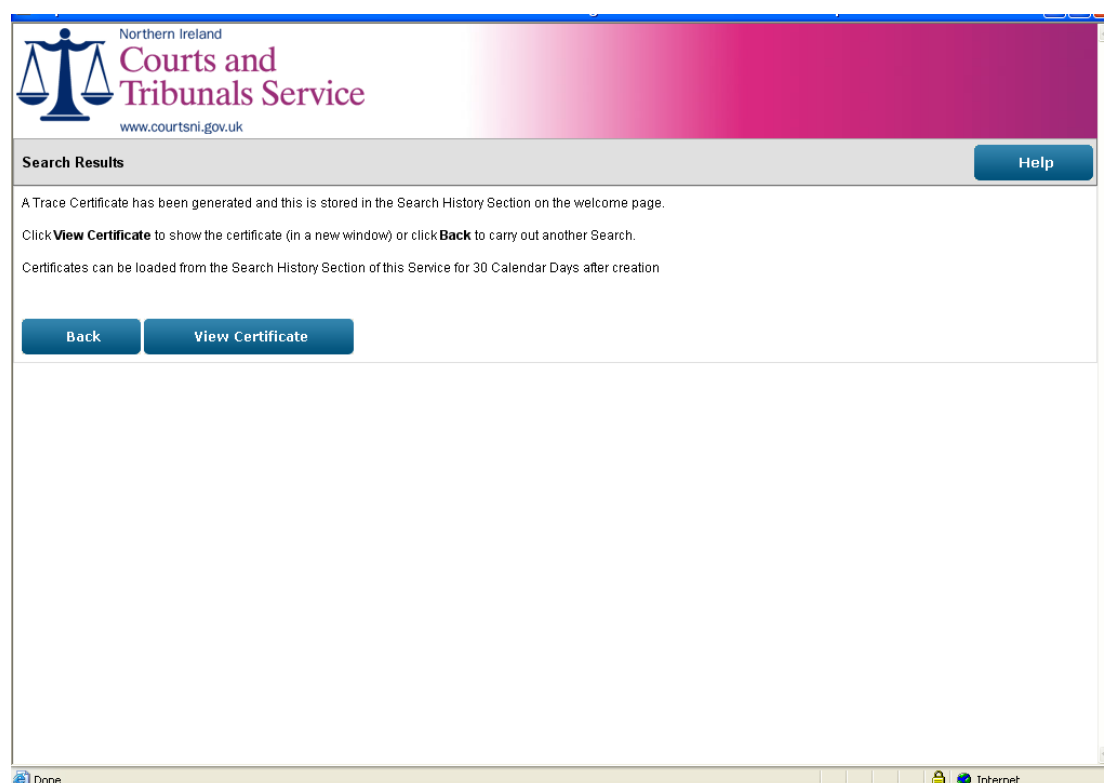 Northern Ireland
Courts and
Tribunals Service
www.courtsni.gov.uk
Search Results
Help
A Trace Certificate has been generated and this is stored in the Search History Section on the welcome page.
Click View Certificate to show the certificate (in a new window) or click Back to carry out another Search.
Certificates can be loaded from the Search History Section of this Service for 30 Calendar Days after creation
Back
View Certificate
Done
Internet